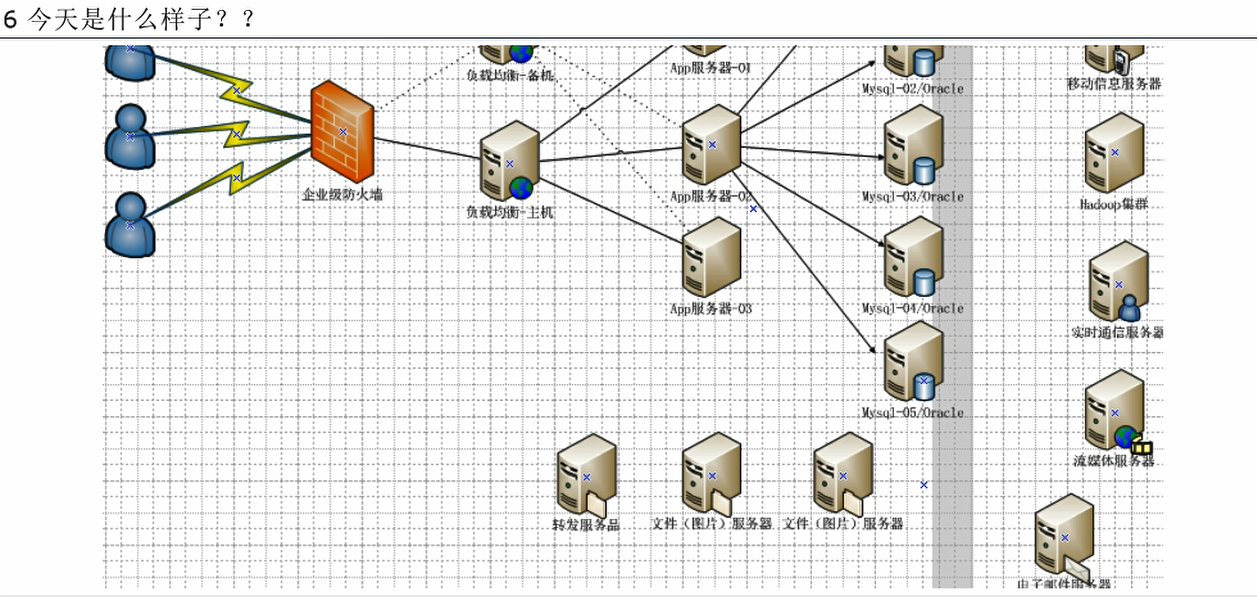 6 今天是什么样子？？
负载均衡-备机
App服务器-01
Mysql-02/Oracle
移动信息服务器
企业级防火墙
负载均衡-主机
App服务器-02
Mysql-03/Oracle
Hadoop集群
App服务器-03
Mysql-04/Oracle
实时通信服务器
Mysql-05/Oracle
流媒体服务器
转发服务品
文件（图片）服务器
文件（图片）服务器
电子邮件服务器